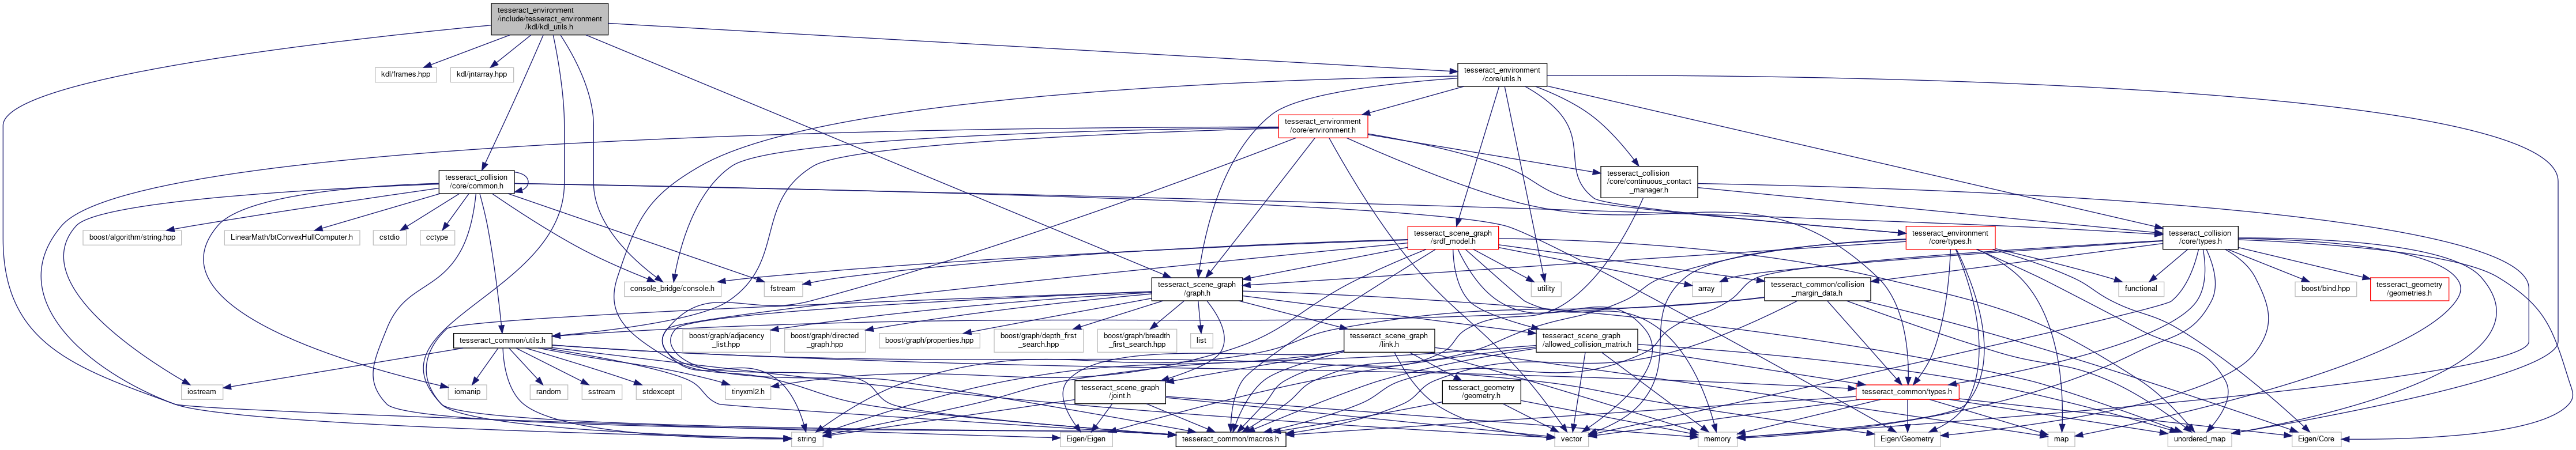 tesseract_environment
/include/tesseract_environment
/kdl/kdl_utils.h
kdl/frames.hpp
kdl/jntarray.hpp
tesseract_environment
/core/utils.h
tesseract_environment
/core/environment.h
tesseract_collision
/core/common.h
tesseract_collision
/core/continuous_contact
_manager.h
boost/algorithm/string.hpp
LinearMath/btConvexHullComputer.h
cstdio
cctype
tesseract_scene_graph
/srdf_model.h
tesseract_environment
/core/types.h
tesseract_collision
/core/types.h
console_bridge/console.h
fstream
tesseract_scene_graph
/graph.h
utility
array
tesseract_common/collision
_margin_data.h
functional
boost/bind.hpp
tesseract_geometry
/geometries.h
tesseract_common/utils.h
boost/graph/adjacency
_list.hpp
boost/graph/directed
_graph.hpp
boost/graph/properties.hpp
boost/graph/depth_first
_search.hpp
boost/graph/breadth
_first_search.hpp
list
tesseract_scene_graph
/link.h
tesseract_scene_graph
/allowed_collision_matrix.h
iostream
iomanip
random
sstream
stdexcept
tinyxml2.h
tesseract_scene_graph
/joint.h
tesseract_geometry
/geometry.h
tesseract_common/types.h
string
Eigen/Eigen
tesseract_common/macros.h
vector
memory
Eigen/Geometry
map
unordered_map
Eigen/Core